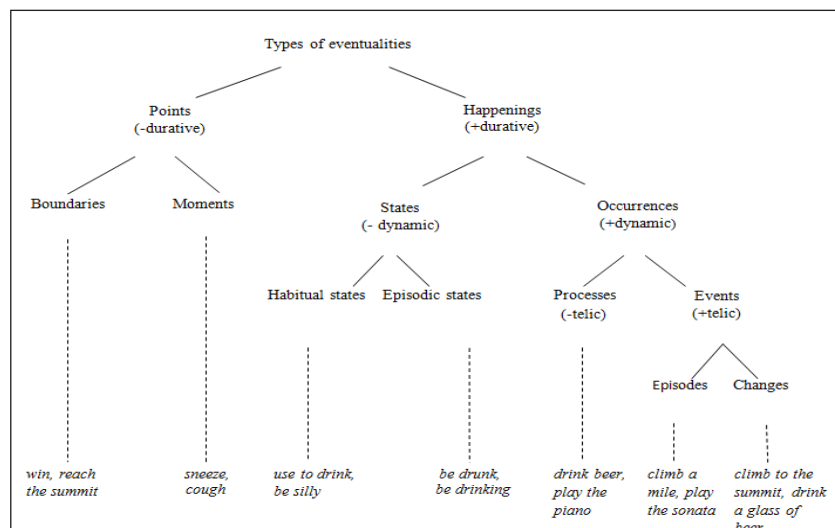 Types of eventualities
Points
(-durative)
Happenings
(+durative)
Boundaries
Moments
States
(- dynamic)
Occurrences
(+dynamic)
Habitual states
Episodic states
Processes
(-telic)
Events
(+telic)
Episodes
Changes
win, reach
the summit
sneeze,
cough
use to drink,
be silly
be drunk,
be drinking
drink beer,
play the
piano
climb a
mile, play
the sonata
climb to the
summit, drink
a glass of
beer